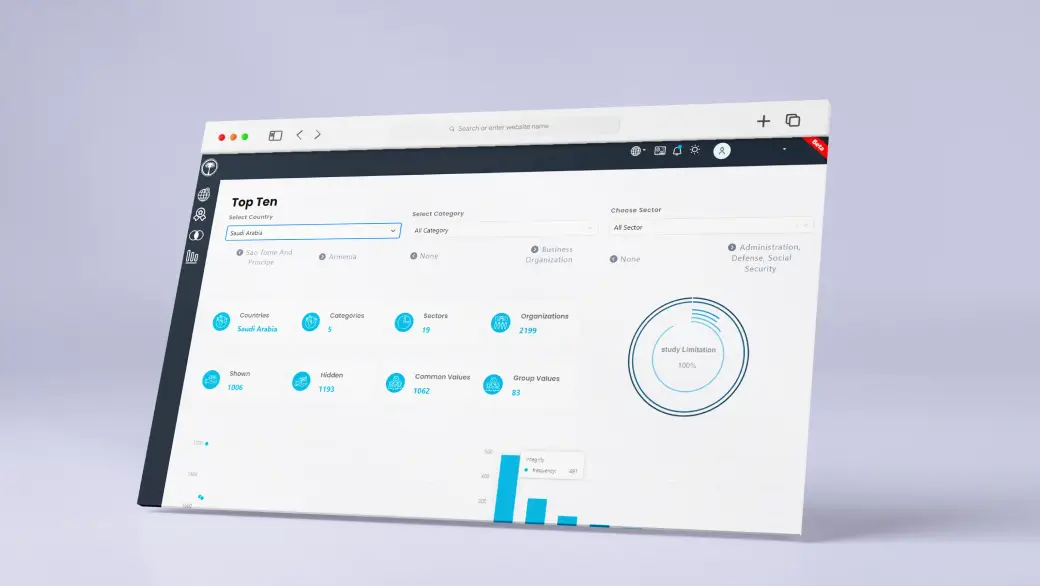 Search or enter website name
Beta
Top Ten
Select Country
Select Category
Choose Sector
Saudi Arabia
All Category
All Sector
Sao Tome And Principe
Armenia
None
Business Organization
None
Administration, Defense, Social Security
Countries
Saudi Arabia
Categories
5
Sectors
19
Organizations
2199
Shown
1006
Hidden
1193
Common Values
1062
Group Values
83
study Limitation
100%
400
200
Integrity
frequency: 481